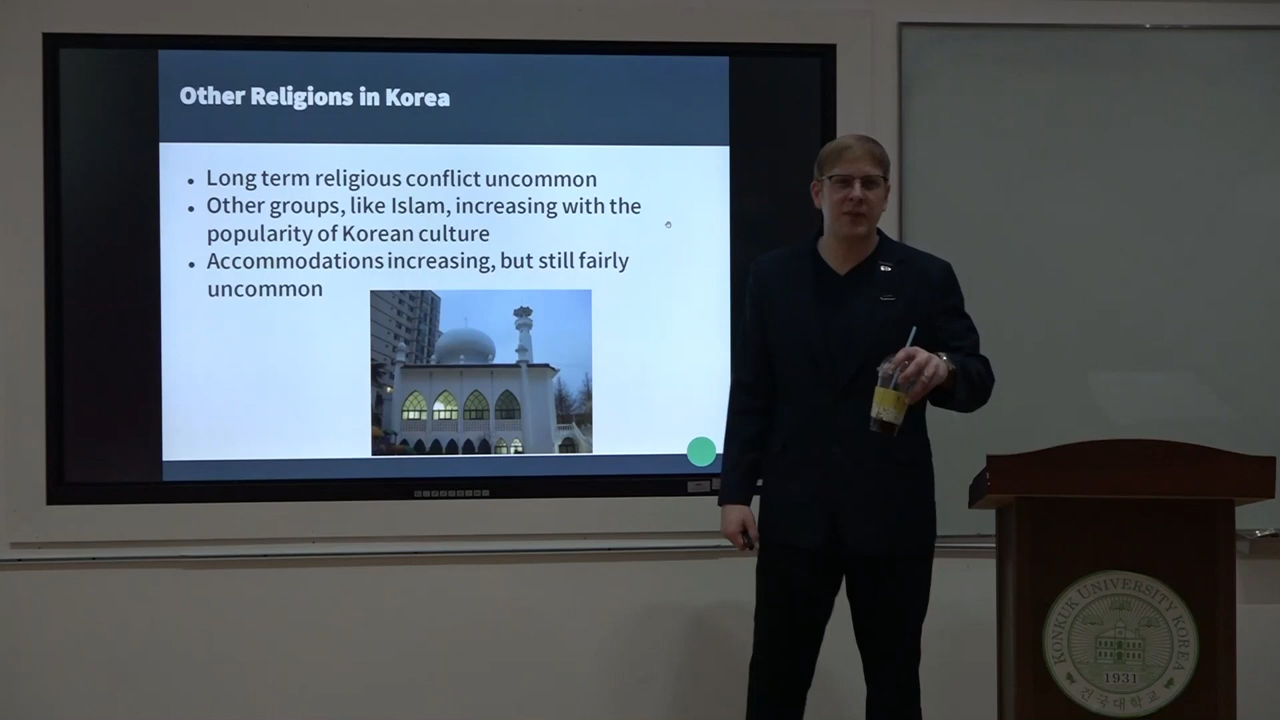 Other Religions in Korea
Long term religious conflict uncommon
Other groups, like Islam, increasing with the
popularity of Korean culture
Accommodations increasing, but still fairly
uncommon
KONKUK UNIVERSITY KOREA
1931
건국대학교